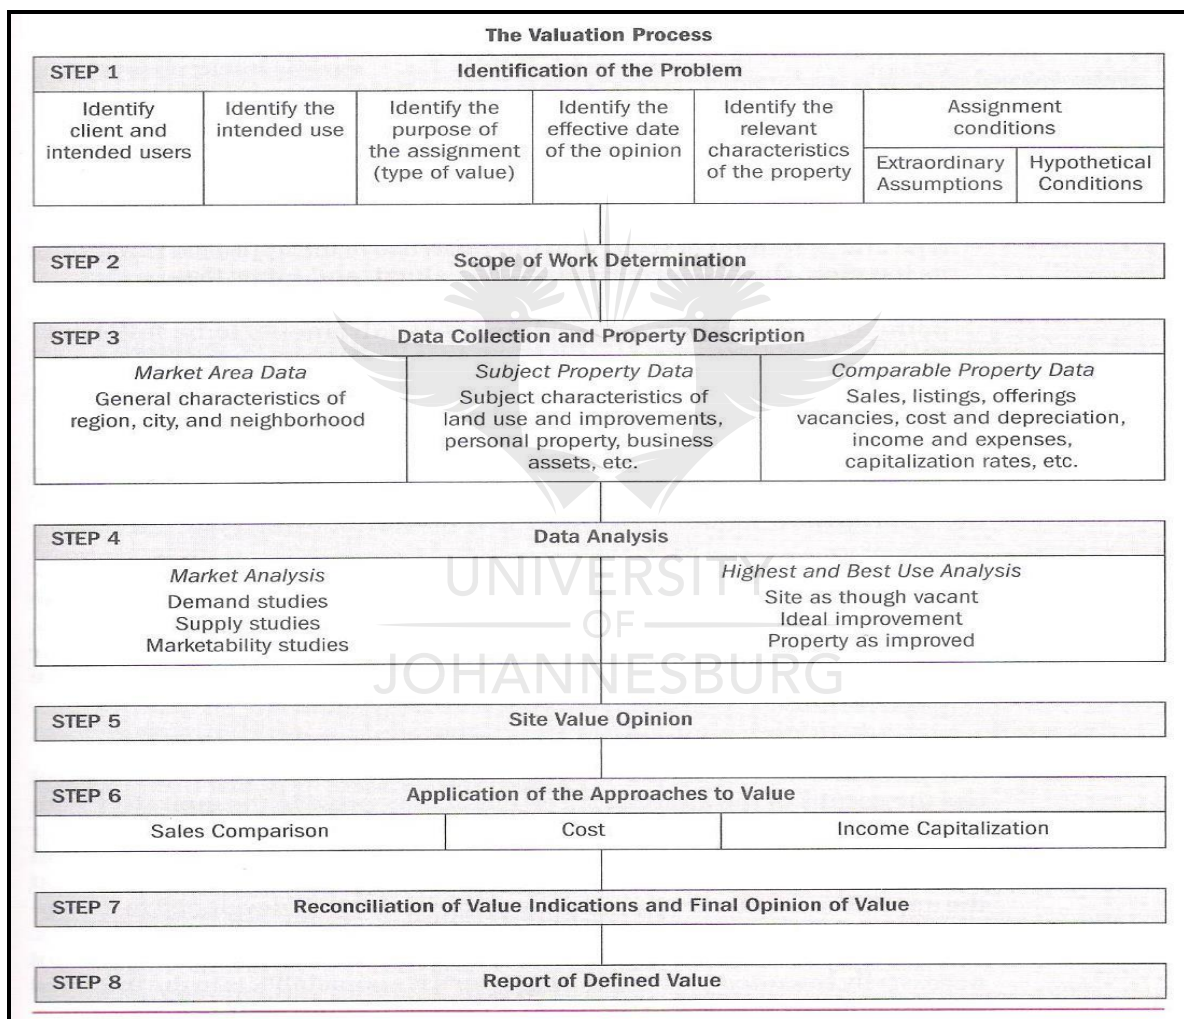 The Valuation Process
STEP 1
Identification of the Problem
Identify
client and
intended users
Identify the
intended use
Identify the
purpose of
the assignment
(type of value)
Identify the
effective date
of the opinion
Identify the
relevant
characteristics
of the property
Assignment
conditions
Extraordinary
Assumptions
Hypothetical
Conditions
STEP 2
Scope of Work Determination
STEP 3
Data Collection and Property Description
Market Area Data
General characteristics of
region, city, and neighborhood
Subject Property Data
Subject characteristics of
land use and improvements,
personal property, business
assets, etc.
Comparable Property Data
Sales, listings, offerings
vacancies, cost and depreciation,
income and expenses,
capitalization rates, etc.
STEP 4
Data Analysis
Market Analysis
Demand studies
Supply studies
Marketability studies
Highest and Best Use Analysis
Site as though vacant
Ideal improvement
Property as improved
UNIVERSITY
OF
JOHANNESBURG
STEP 5
Site Value Opinion
STEP 6
Application of the Approaches to Value
Sales Comparison
Cost
Income Capitalization
STEP 7
Reconciliation of Value Indications and Final Opinion of Value
STEP 8
Report of Defined Value